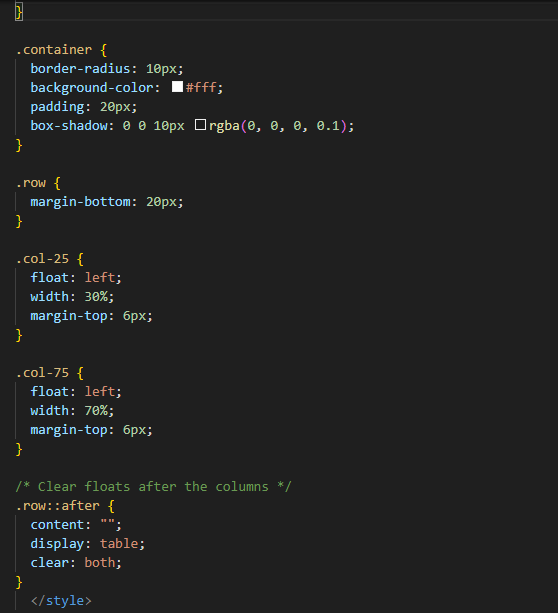 }
.container {
border-radius: 10px;
background-color: #fff;
padding: 20px;
box-shadow: 0 0 10px rgba(0, 0, 0, 0.1);
}
.row {
margin-bottom: 20px;
}
.col-25 {
float: left;
width: 30%;
margin-top: 6px;
}
.col-75 {
float: left;
width: 70%;
margin-top: 6px;
}
/* Clear floats after the columns */
.row::after {
content: "";
display: table;
clear: both;
}
</style>